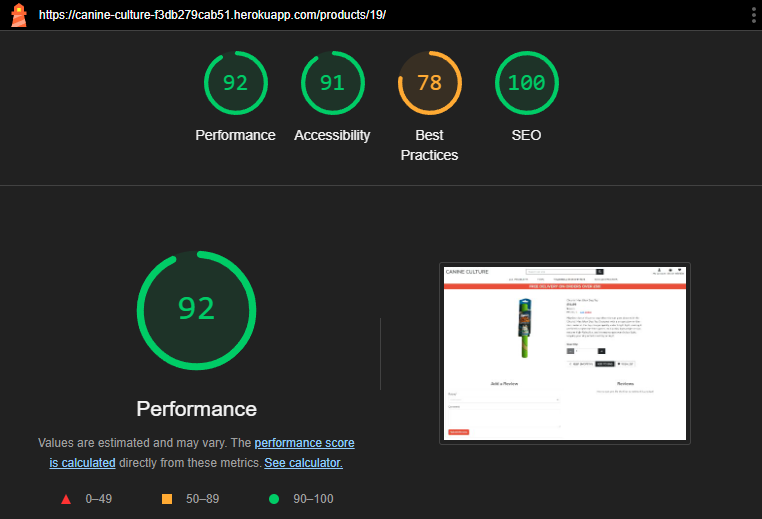 https://canine-culture-f3db279cab51.herokuapp.com/products/19/
92
91
78
100
Performance
Accessibility
Best
Practices
SEO
92
Performance
Values are estimated and may vary. The performance score
is calculated directly from these metrics. See calculator.
0–49
50–89
90–100
CANINE CULTURE
FREE DELIVERY ON ORDERS OVER £50!
Add a Review
Reviews